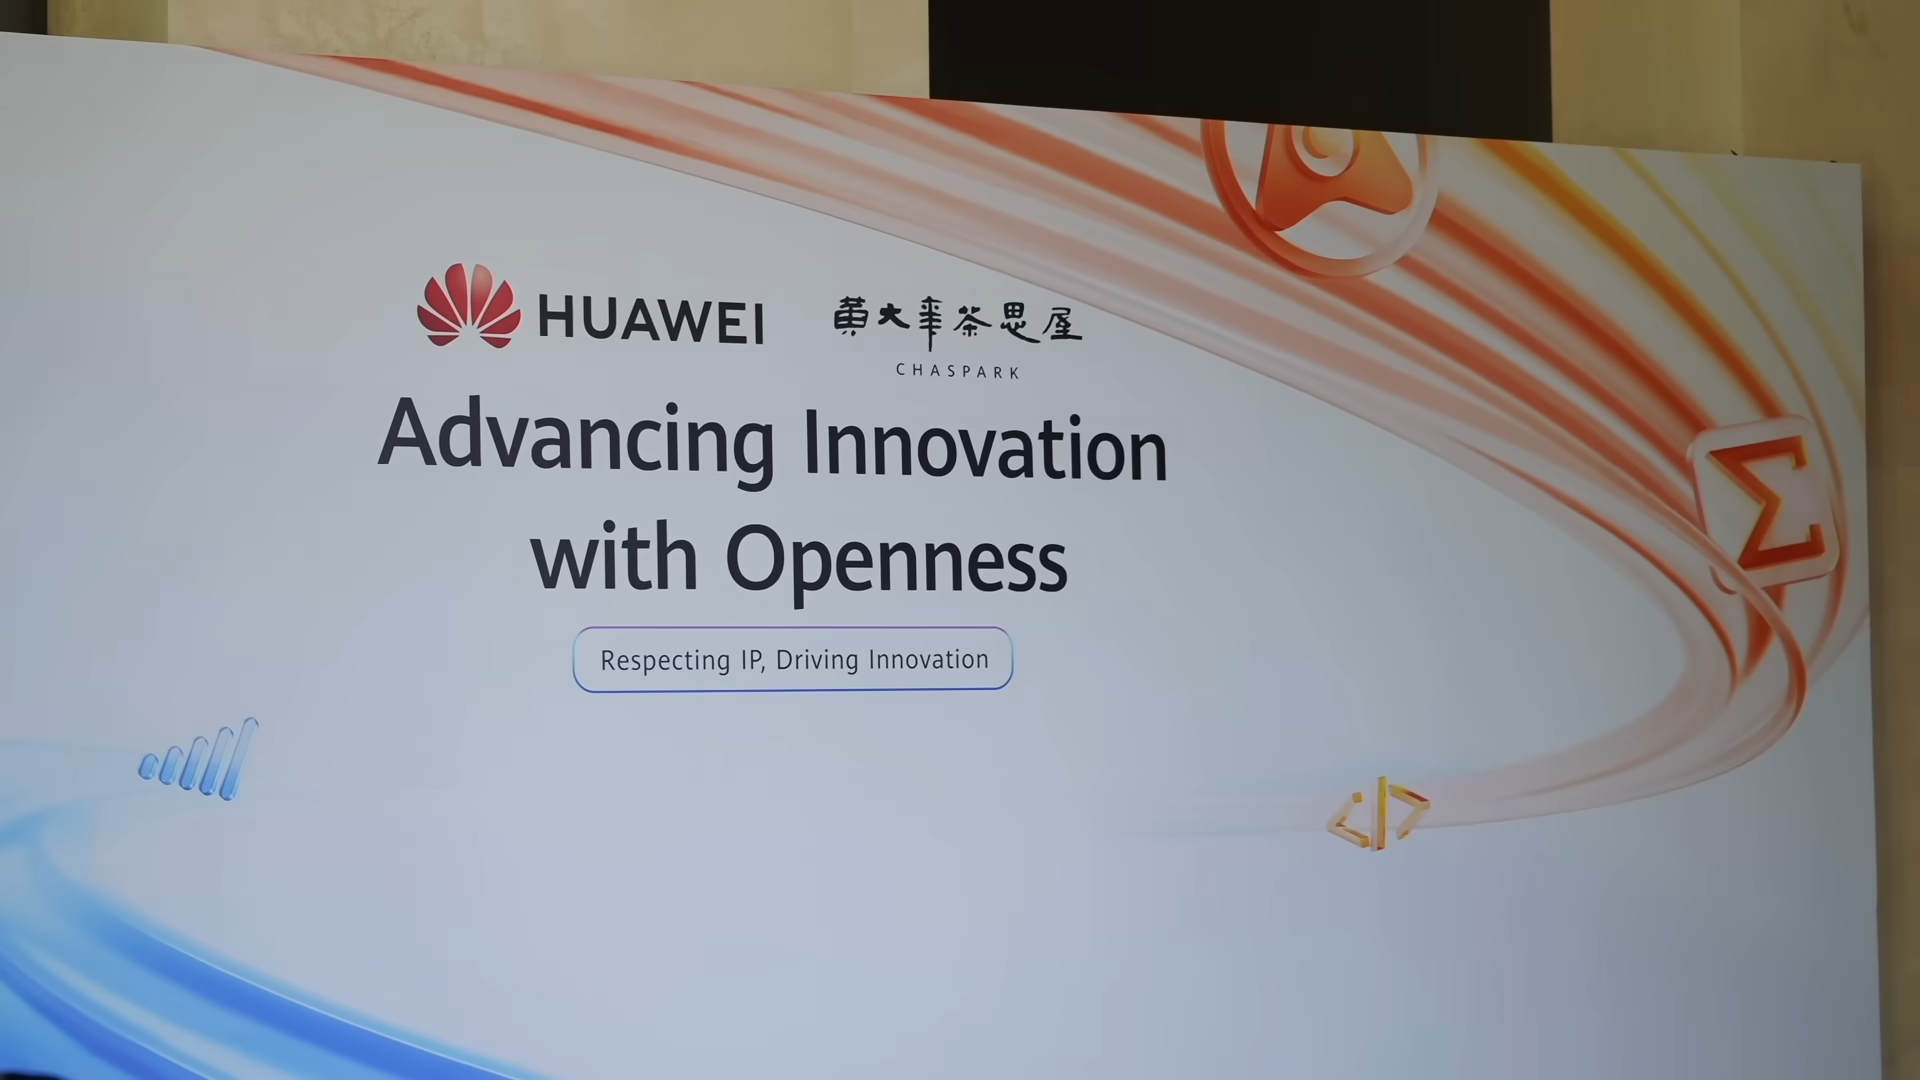 HUAWEI
黄大年茶思屋
CHASPARK
Advancing Innovation
with Openness
Respecting IP, Driving Innovation